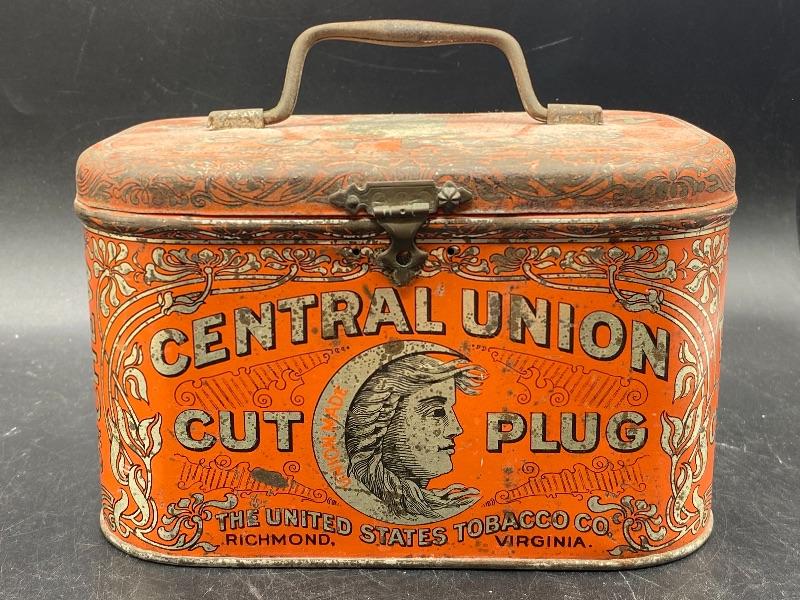 CENTRAL UNION
CUT PLUG
UNION MADE
THE UNITED STATES TOBACCO CO.
RICHMOND, VIRGINIA.